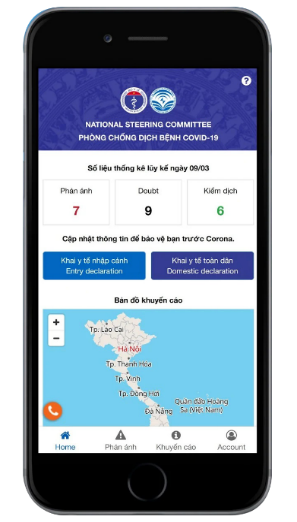 NATIONAL STEERING COMMITTEE
PHÒNG CHỐNG DỊCH BỆNH COVID-19
Số liệu thống kê lũy kế ngày 09/03
Phản ánh
7
Doubt
9
Kiểm dịch
6
Cập nhật thông tin để bảo vệ bạn trước Corona.
Khai y tế nhập cảnh
Entry declaration
Khai y tế toàn dân
Domestic declaration
Bản đồ khuyến cáo
+
−
Tp. Lào Cai
Hà Nội
Tp. Thanh Hóa
Tp. Vinh
Tp. Đồng Hới
Đà Nẵng
Quần đảo Hoàng
Sa (Việt Nam)
Home
Phản ánh
Khuyến cáo
Account